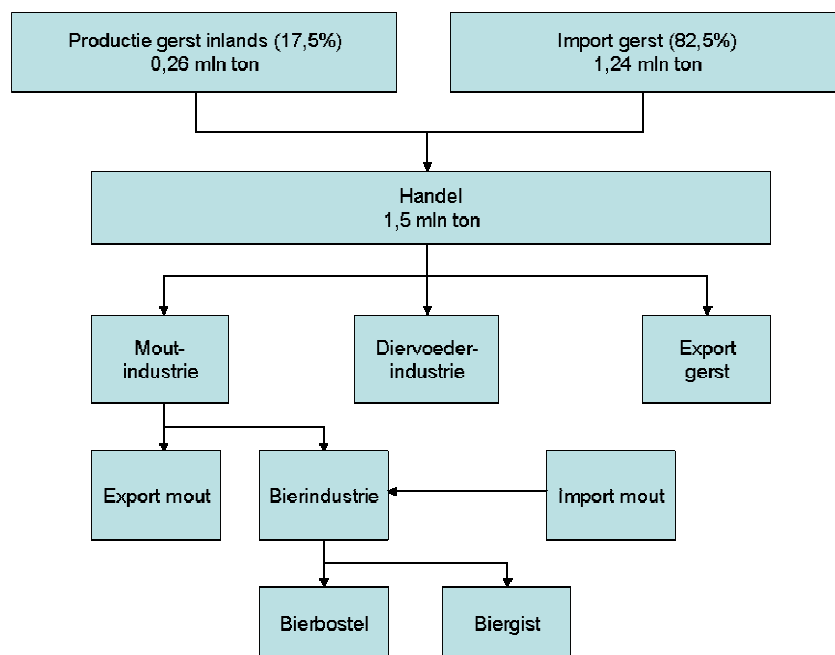 Productie gerst inlands (17,5%)
0,26 mln ton
Import gerst (82,5%)
1,24 mln ton
Handel
1,5 mln ton
Mout-
industrie
Diervoeder-
industrie
Export
gerst
Export mout
Bierindustrie
Import mout
Bierbostel
Biergist